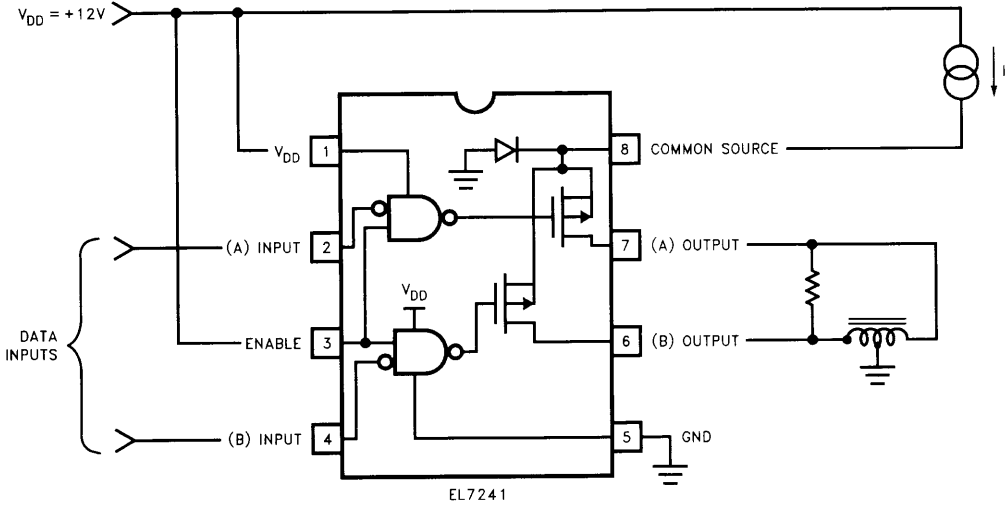 V_DD = +12V
I
V_DD 1
8 COMMON SOURCE
(A) INPUT 2
7 (A) OUTPUT
V_DD
DATA
INPUTS
ENABLE 3
6 (B) OUTPUT
(B) INPUT 4
5 GND
EL7241